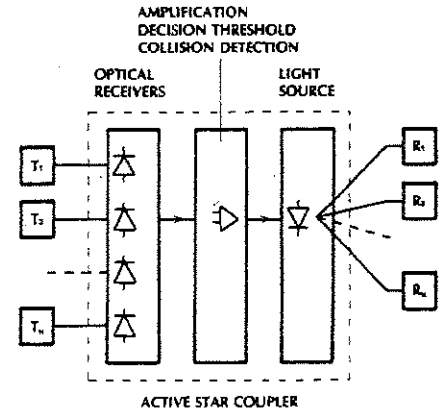 AMPLIFICATION
DECISION THRESHOLD
COLLISION DETECTION
OPTICAL
RECEIVERS
LIGHT
SOURCE
T₁
T₂
Tₙ
R₁
R₂
Rₙ
ACTIVE STAR COUPLER